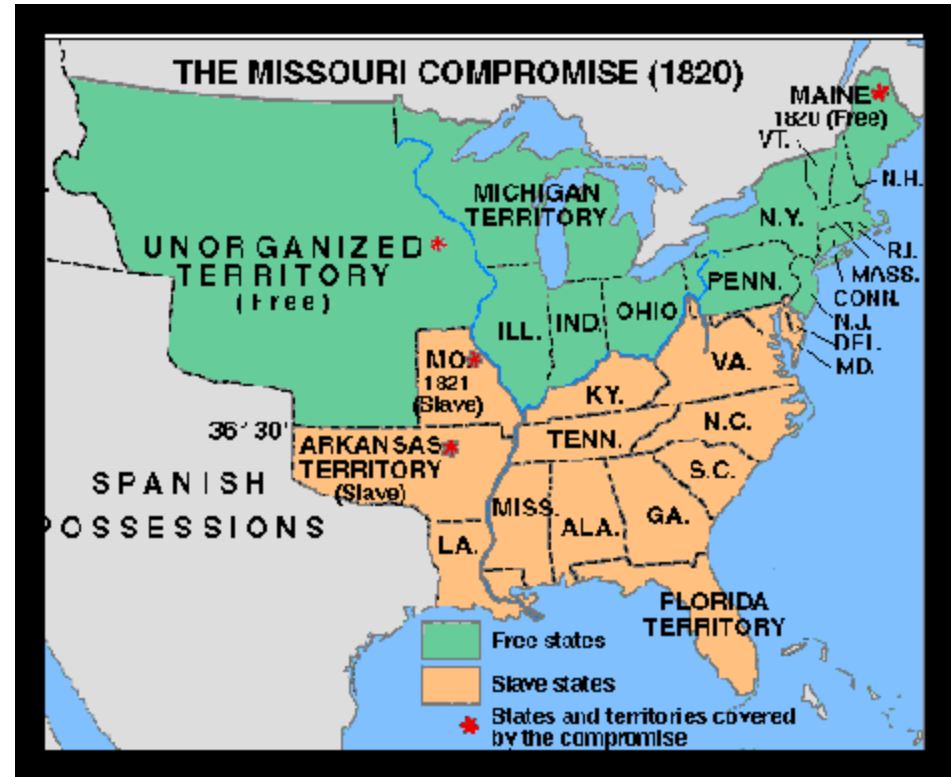 THE MISSOURI COMPROMISE (1820)
MAINE
1820 (Free)
VT.
N.H.
MICHIGAN
TERRITORY
N.Y.
UNORGANIZED
TERRITORY
(Free)
R.I.
MASS.
CONN.
PENN.
N.J.
DEL.
MD.
ILL.
IND.
OHIO
MO
1821
(Slave)
VA.
KY.
36° 30'
N.C.
TENN.
ARKANSAS
TERRITORY
(Slave)
S.C.
SPANISH
POSSESSIONS
MISS.
ALA.
GA.
LA.
FLORIDA
TERRITORY
Free states
Slave states
States and territories covered
by the compromise